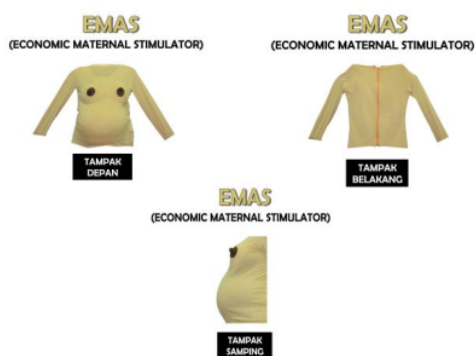 EMAS
(ECONOMIC MATERNAL STIMULATOR)
TAMPAK
DEPAN
EMAS
(ECONOMIC MATERNAL STIMULATOR)
TAMPAK
BELAKANG
EMAS
(ECONOMIC MATERNAL STIMULATOR)
TAMPAK
SAMPING